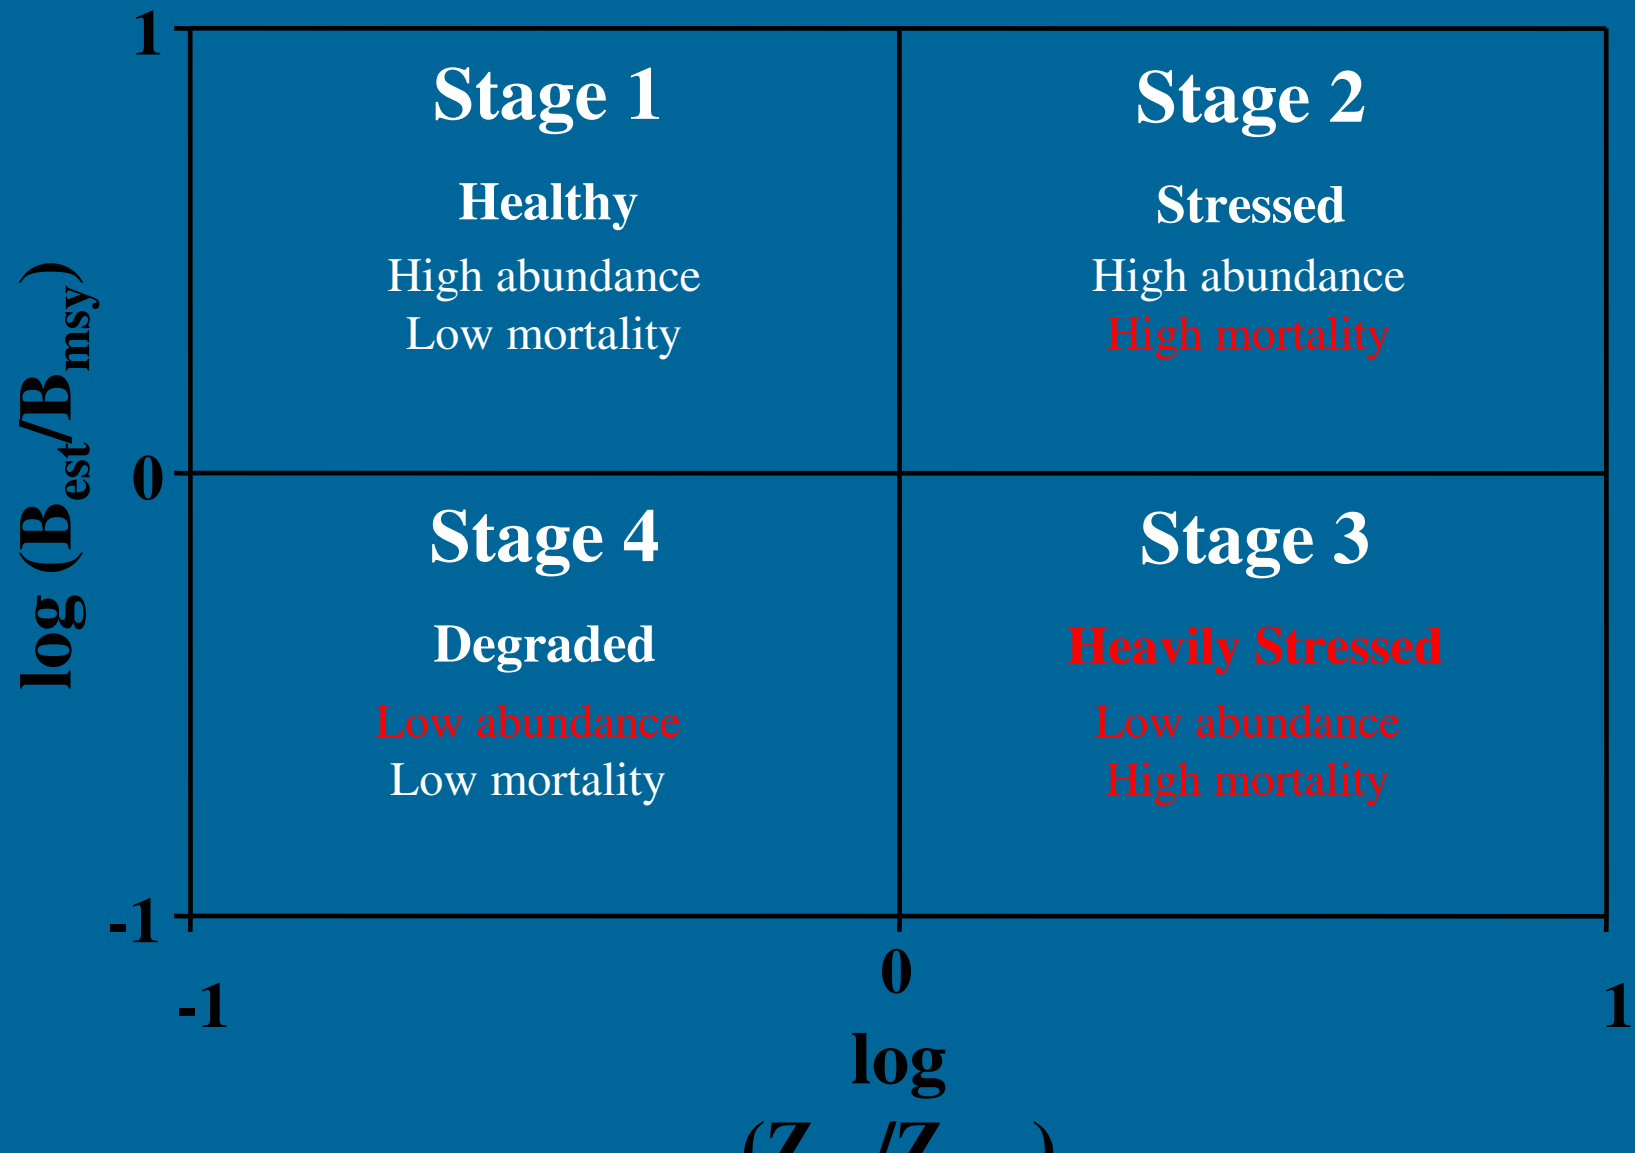 1
Stage 1
Stage 2
Healthy
Stressed
High abundance
High abundance
Low mortality
High mortality
log (Best/Bmsy)
0
Stage 4
Stage 3
Degraded
Heavily Stressed
Low abundance
Low abundance
Low mortality
High mortality
-1
0
-1
1
log
(Z /Z )